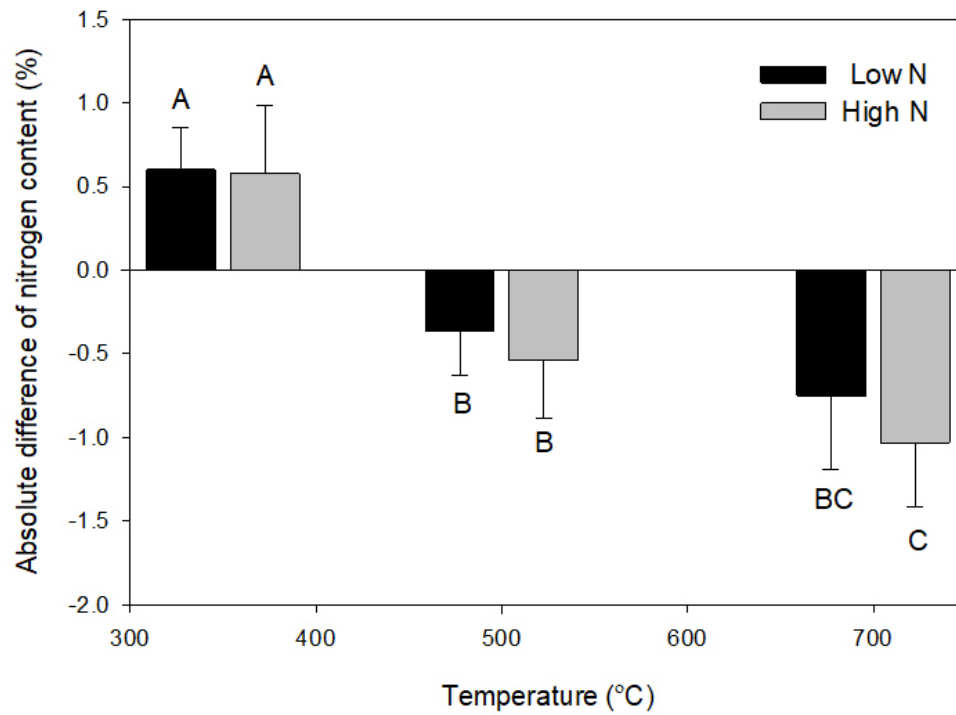 Absolute difference of nitrogen content (%)
1.5
1.0
0.5
0.0
-0.5
-1.0
-1.5
-2.0
Low N
High N
A
A
B
B
BC
C
300
400
500
600
700
Temperature (°C)